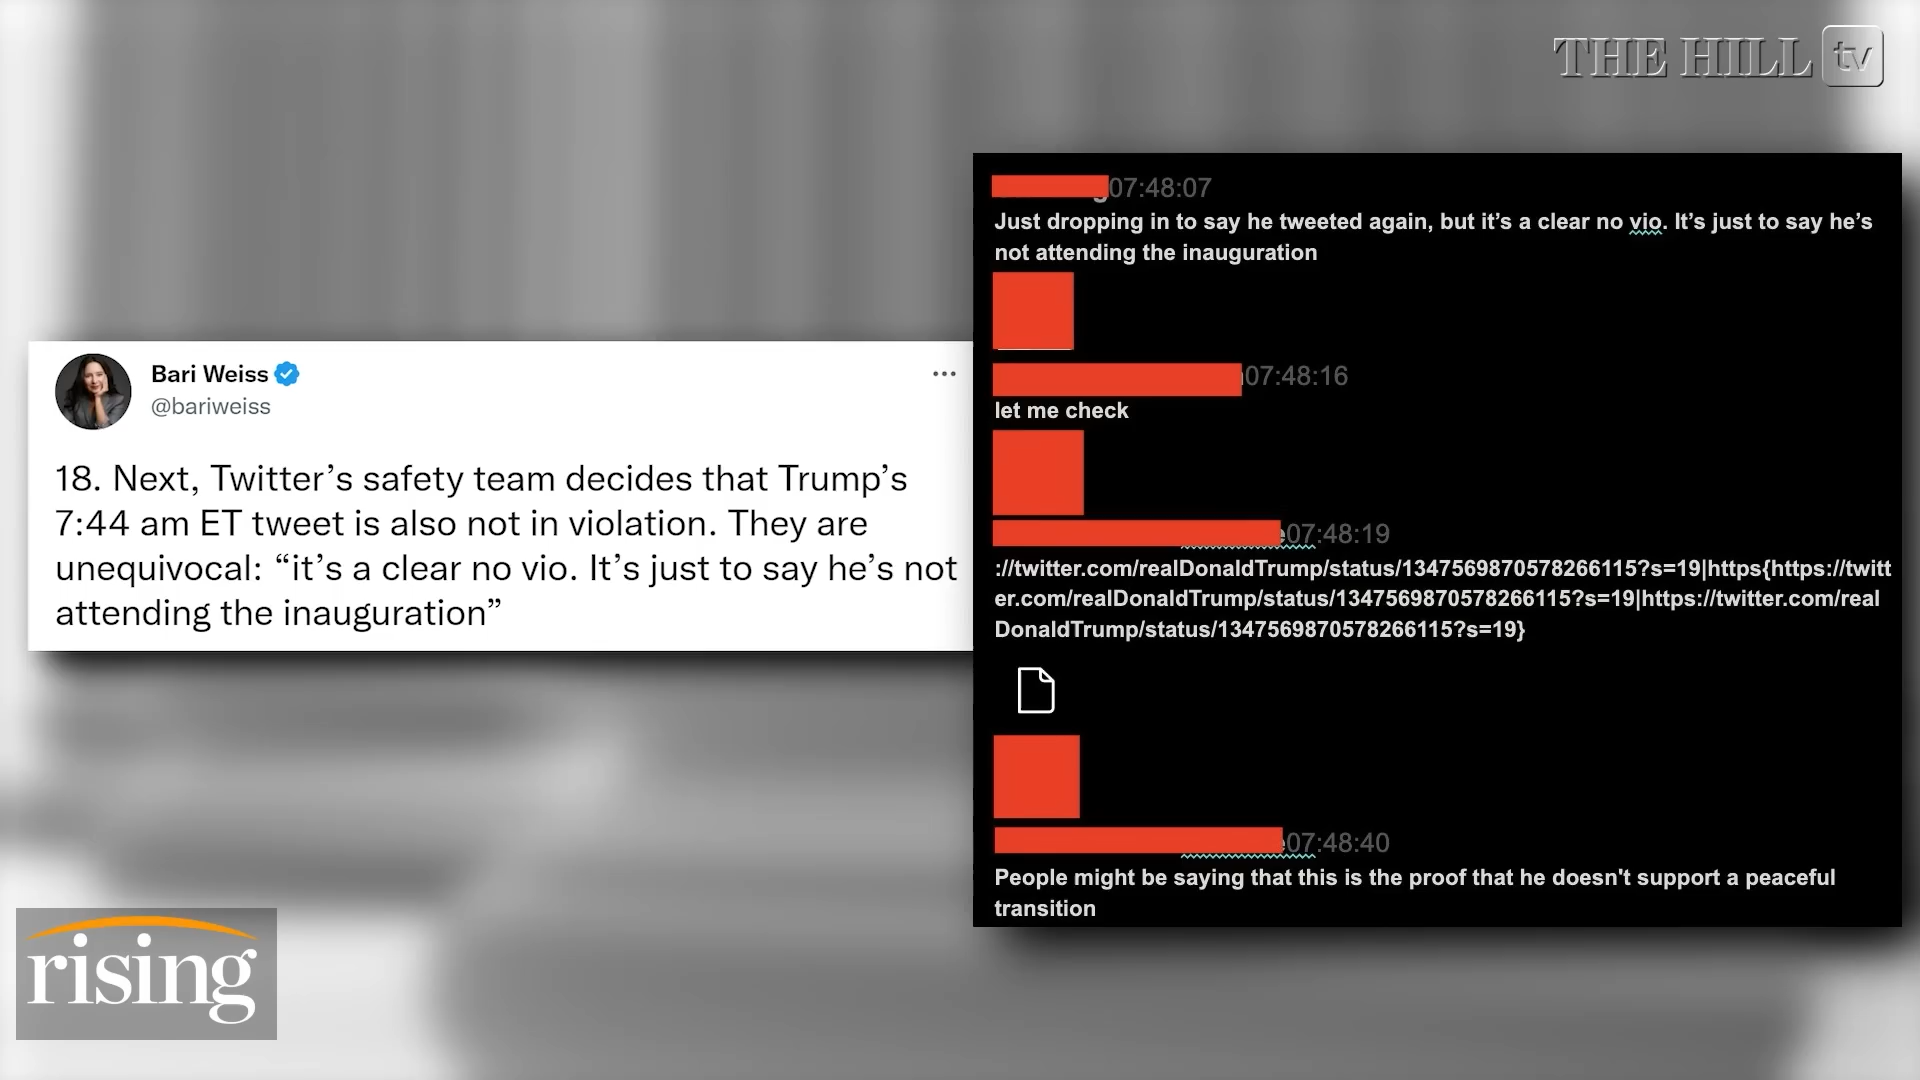 THE HILL tv
Bari Weiss
@bariweiss
18. Next, Twitter’s safety team decides that Trump’s
7:44 am ET tweet is also not in violation. They are
unequivocal: “it’s a clear no vio. It’s just to say he’s not
attending the inauguration”
07:48:07
Just dropping in to say he tweeted again, but it’s a clear no vio. It’s just to say he’s
not attending the inauguration
07:48:16
let me check
07:48:19
://twitter.com/realDonaldTrump/status/1347569870578266115?s=19|https{https://twitt
er.com/realDonaldTrump/status/1347569870578266115?s=19|https://twitter.com/real
DonaldTrump/status/1347569870578266115?s=19}
07:48:40
People might be saying that this is the proof that he doesn't support a peaceful
transition
rising